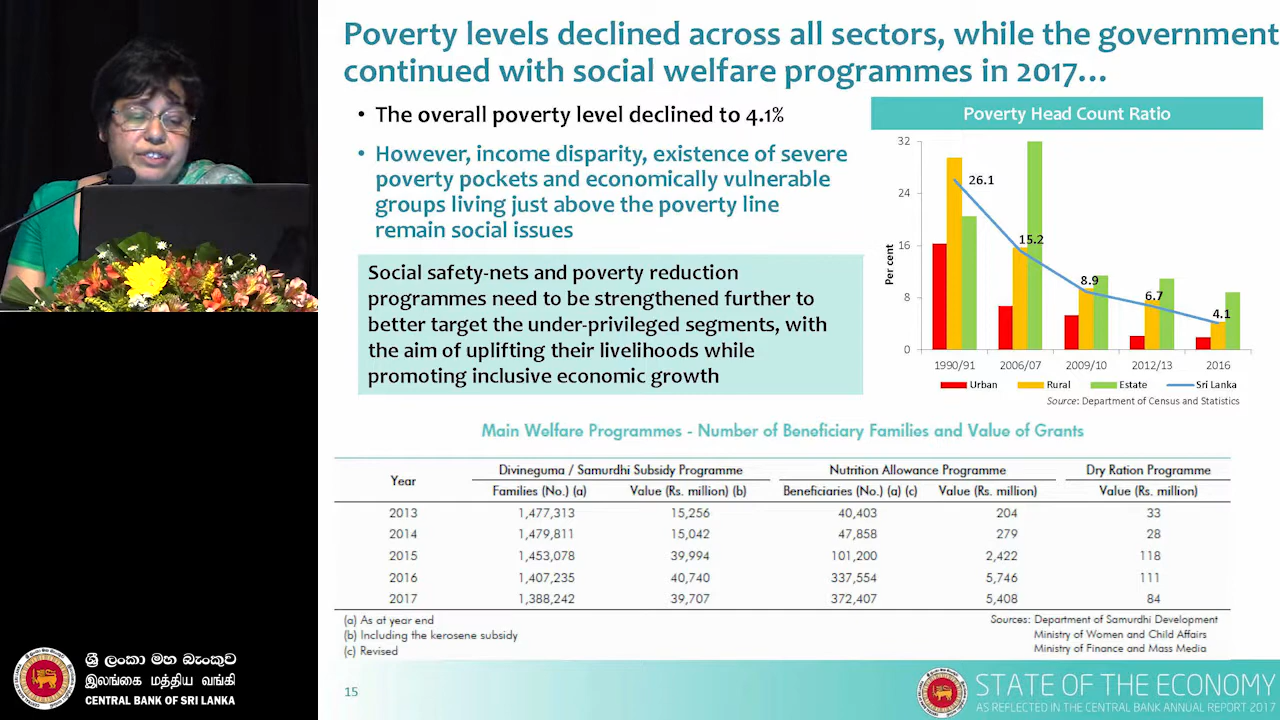 Poverty levels declined across all sectors, while the government
continued with social welfare programmes in 2017...
• The overall poverty level declined to 4.1%
• However, income disparity, existence of severe
poverty pockets and economically vulnerable
groups living just above the poverty line
remain social issues
Social safety-nets and poverty reduction
programmes need to be strengthened further to
better target the under-privileged segments, with
the aim of uplifting their livelihoods while
promoting inclusive economic growth
Poverty Head Count Ratio
32
24
16
8
0
Per cent
26.1
15.2
8.9
6.7
4.1
1990/91 2006/07 2009/10 2012/13 2016
Urban Rural Estate Sri Lanka
Source: Department of Census and Statistics
Main Welfare Programmes - Number of Beneficiary Families and Value of Grants
Year Divineguma / Samurdhi Subsidy Programme Nutrition Allowance Programme Dry Ration Programme
Families (No.) (a) Value (Rs. million) (b) Beneficiaries (No.) (a) (c) Value (Rs. million) Value (Rs. million)
2013 1,477,313 15,256 40,403 204 33
2014 1,479,811 15,042 47,858 279 28
2015 1,453,078 39,994 101,200 2,422 118
2016 1,407,235 40,740 337,554 5,746 111
2017 1,388,242 39,707 372,407 5,408 84
(a) As at year end
(b) Including the kerosene subsidy
(c) Revised
Sources: Department of Samurdhi Development
Ministry of Women and Child Affairs
Ministry of Finance and Mass Media
ශ්‍රී ලංකා මහ බැංකුව
இலங்கை மத்திய வங்கி
CENTRAL BANK OF SRI LANKA
15
STATE OF THE ECONOMY
AS REFLECTED IN THE CENTRAL BANK ANNUAL REPORT 2017